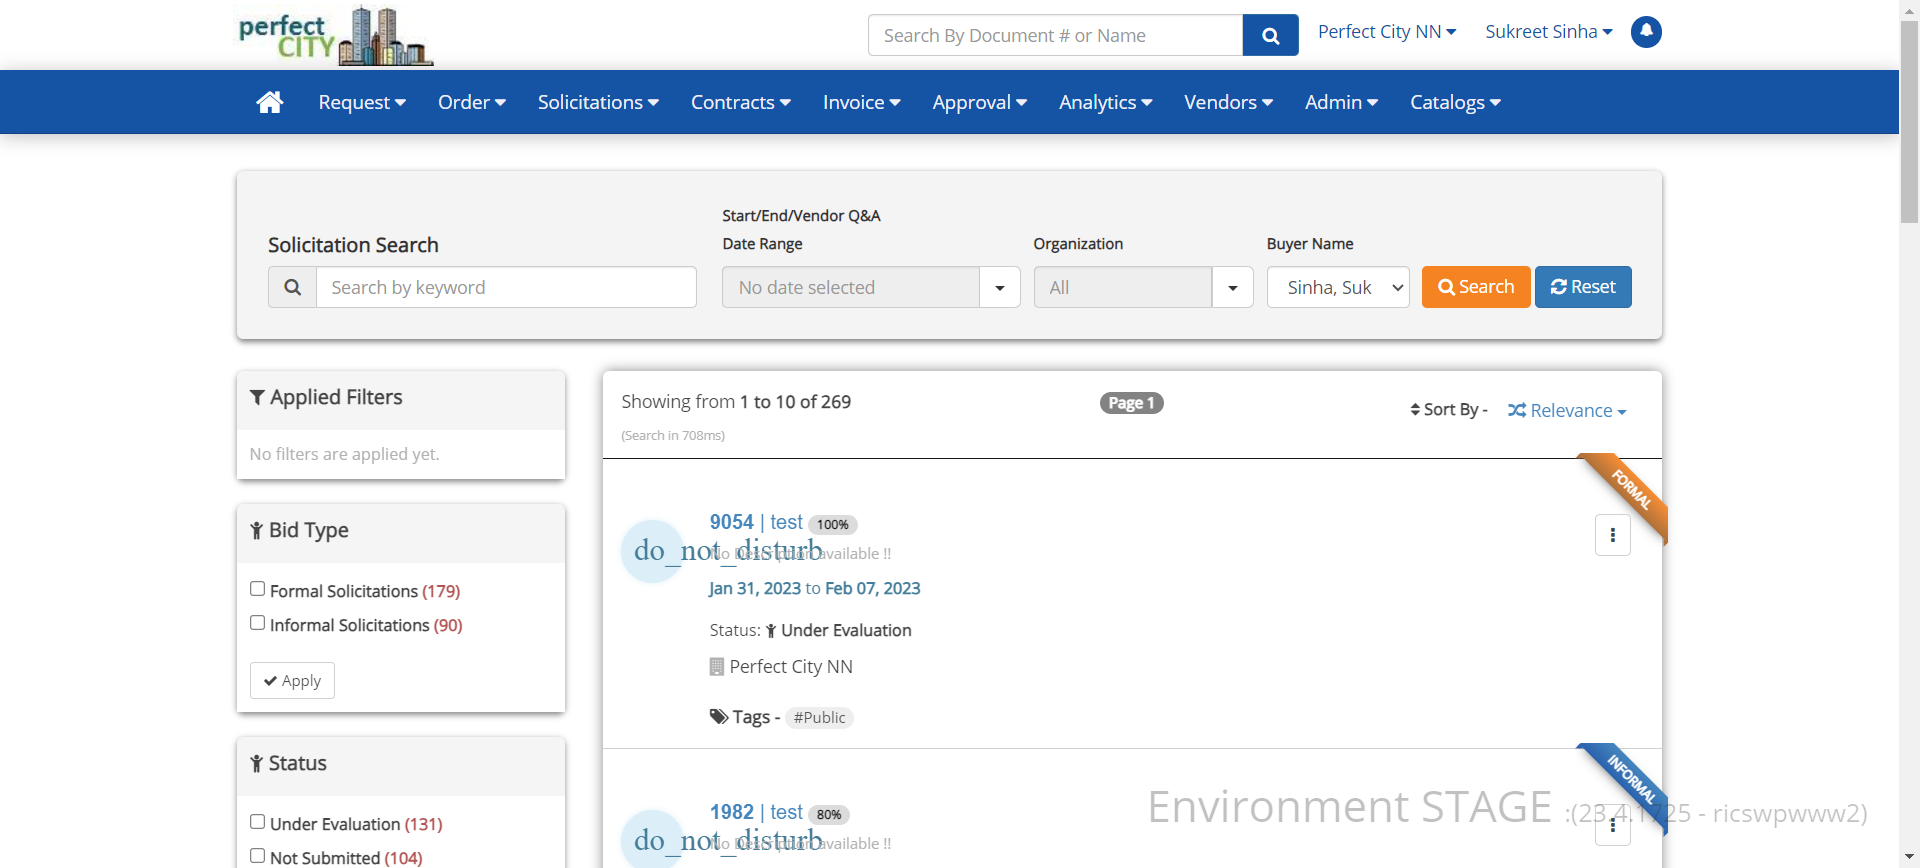 perfect
CITY
Search By Document # or Name
Perfect City NN
Sukreet Sinha
Request
Order
Solicitations
Contracts
Invoice
Approval
Analytics
Vendors
Admin
Catalogs
Start/End/Vendor Q&A
Solicitation Search
Date Range
Organization
Buyer Name
Search by keyword
No date selected
All
Sinha, Suk
Search
Reset
Applied Filters
No filters are applied yet.
Bid Type
Formal Solicitations (179)
Informal Solicitations (90)
Apply
Status
Under Evaluation (131)
Not Submitted (104)
Showing from 1 to 10 of 269
(Search in 708ms)
Page 1
Sort By -
Relevance
FORMAL
9054 | test 100%
do_not_disturb
No Description available !!
Jan 31, 2023 to Feb 07, 2023
Status: Under Evaluation
Perfect City NN
Tags - #Public
INFORMAL
1982 | test 80%
do_not_disturb
No Description available !!
Environment STAGE :(23.4.1725 - ricswpwww2)